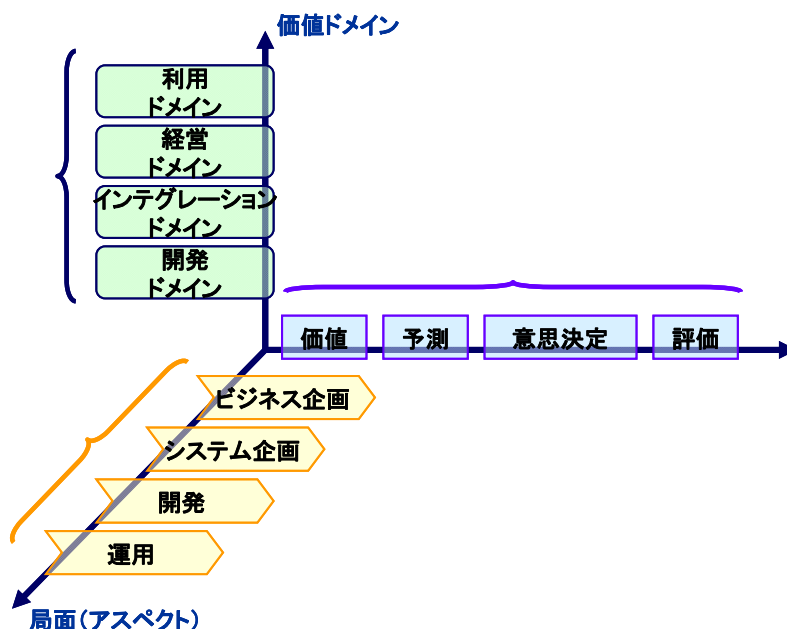 価値ドメイン
利用
ドメイン
経営
ドメイン
インテグレーション
ドメイン
開発
ドメイン
価値
予測
意思決定
評価
ビジネス企画
システム企画
開発
運用
局面(アスペクト)